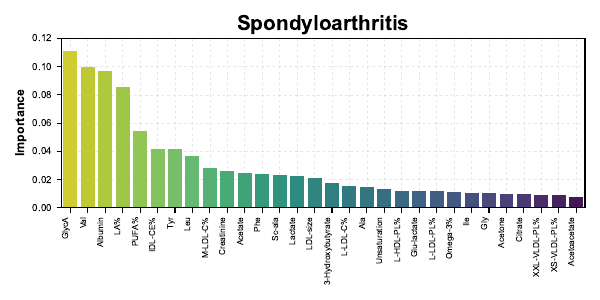 Spondyloarthritis
Importance
0.12
0.10
0.08
0.06
0.04
0.02
0.00
GlycA
Val
Albumin
LA%
PUFA%
IDL-CE%
Tyr
Leu
M-LDL-C%
Creatinine
Acetate
Phe
Sc-ala
Lactate
LDL-size
3-Hydroxybutyrate
L-LDL-C%
Ala
Unsaturation
L-HDL-PL%
Glu-lactate
L-LDL-PL%
Omega-3%
Ile
Gly
Acetone
Citrate
XXL-VLDL-PL%
XS-VLDL-PL%
Acetoacetate